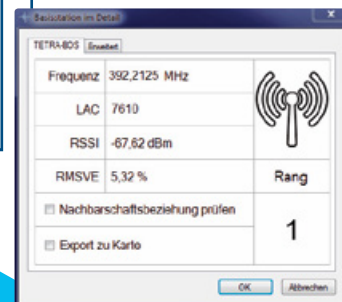 Basisstation im Detail
TETRA-BOS Erweitert
Frequenz 392,2125 MHz
LAC 7610
RSSI -67,62 dBm
RMSVE 5,32 %
Rang
1
Nachbarschaftsbeziehung prüfen
Export zu Karte
OK Abbrechen